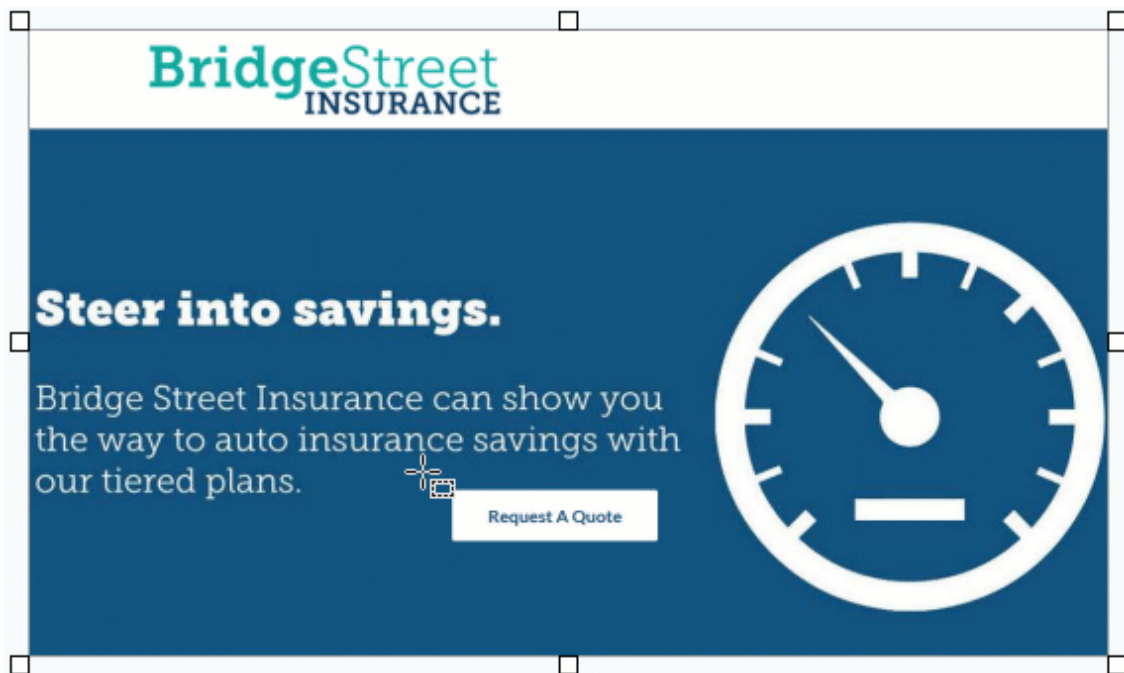 BridgeStreet
INSURANCE
Steer into savings.
Bridge Street Insurance can show you
the way to auto insurance savings with
our tiered plans.
Request A Quote